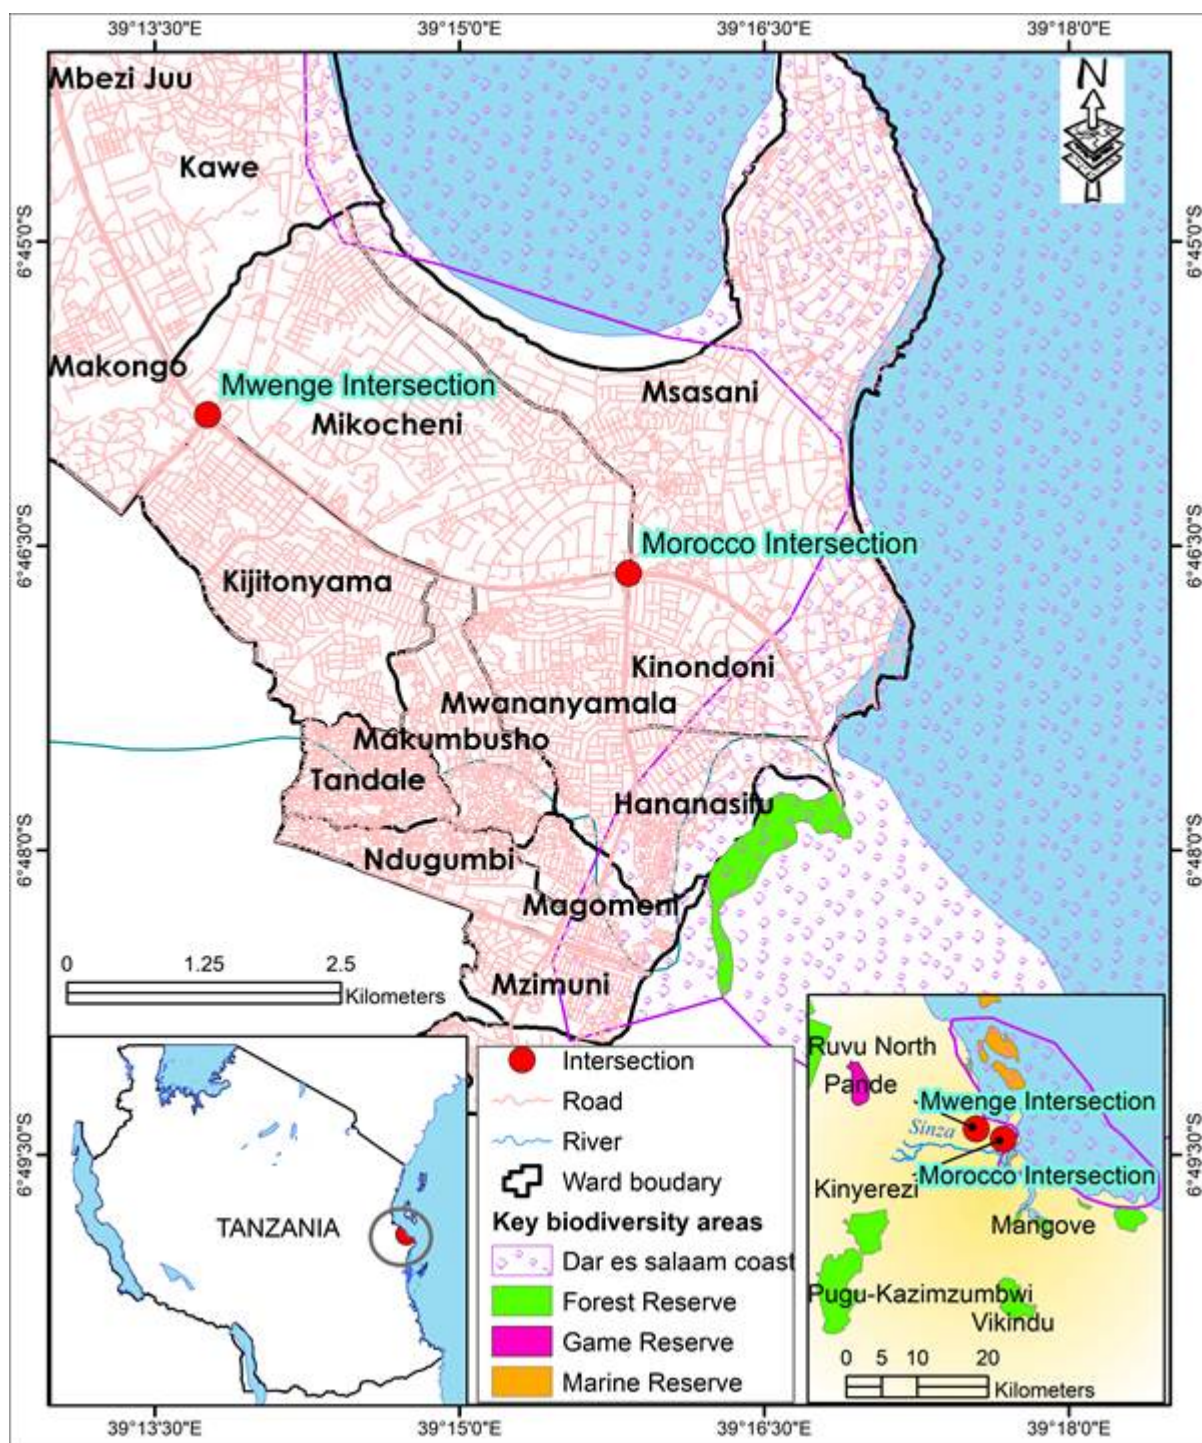 39°13'30"E 39°15'0"E 39°16'30"E 39°18'0"E
N
Mbezi Juu
Kawe
6°45'0"S 6°45'0"S
Makongo
Mwenge Intersection
Msasani
Mikocheni
6°46'30"S 6°46'30"S
Morocco Intersection
Kijitonyama
Kinondoni
Mwananyamala
Makumbusho
Tandale
Hananasifu
6°48'0"S 6°48'0"S
Ndugumbi
Magomeni
Mzimuni
0 1.25 2.5
Kilometers
6°49'30"S 6°49'30"S
TANZANIA
Intersection
Road
River
Ward boudary
Key biodiversity areas
Dar es salaam coast
Forest Reserve
Game Reserve
Marine Reserve
Ruvu North
Pande
Mwenge Intersection
Sinza
Morocco Intersection
Kinyerezi
Mangove
Pugu-Kazimzumbwi
Vikindu
0 5 10 20
Kilometers
39°13'30"E 39°15'0"E 39°16'30"E 39°18'0"E